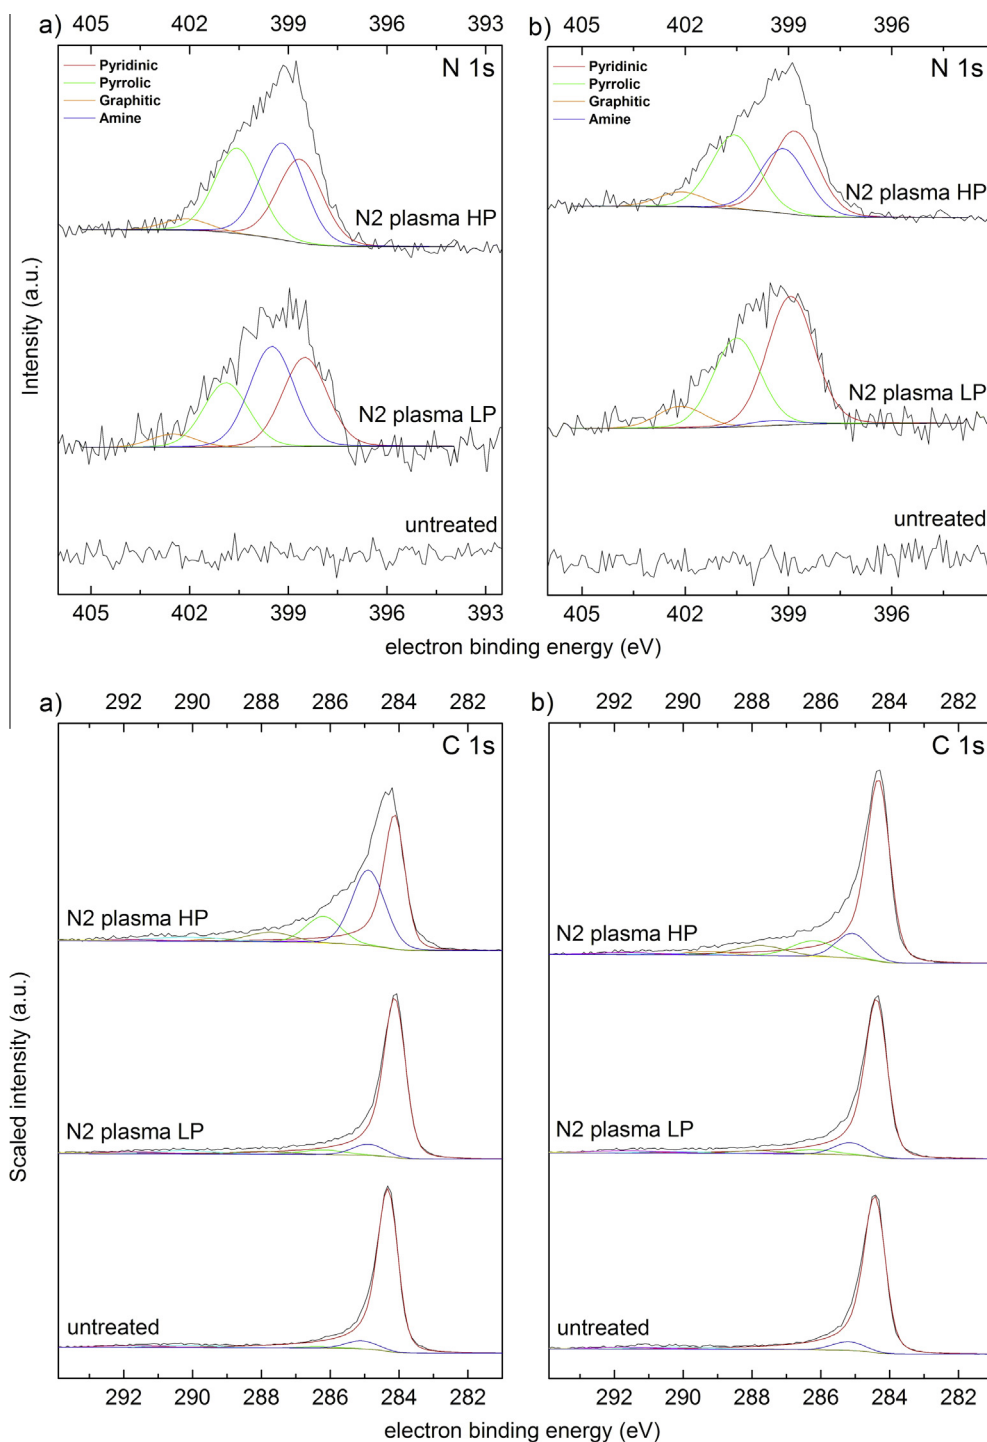 a)
405 402 399 396 393
N 1s
Pyridinic
Pyrrolic
Graphitic
Amine
N2 plasma HP
N2 plasma LP
untreated
405 402 399 396 393
b)
405 402 399 396
N 1s
Pyridinic
Pyrrolic
Graphitic
Amine
N2 plasma HP
N2 plasma LP
untreated
405 402 399 396
Intensity (a.u.)
electron binding energy (eV)
a)
292 290 288 286 284 282
C 1s
N2 plasma HP
N2 plasma LP
untreated
292 290 288 286 284 282
b)
292 290 288 286 284 282
C 1s
N2 plasma HP
N2 plasma LP
untreated
292 290 288 286 284 282
Scaled intensity (a.u.)
electron binding energy (eV)